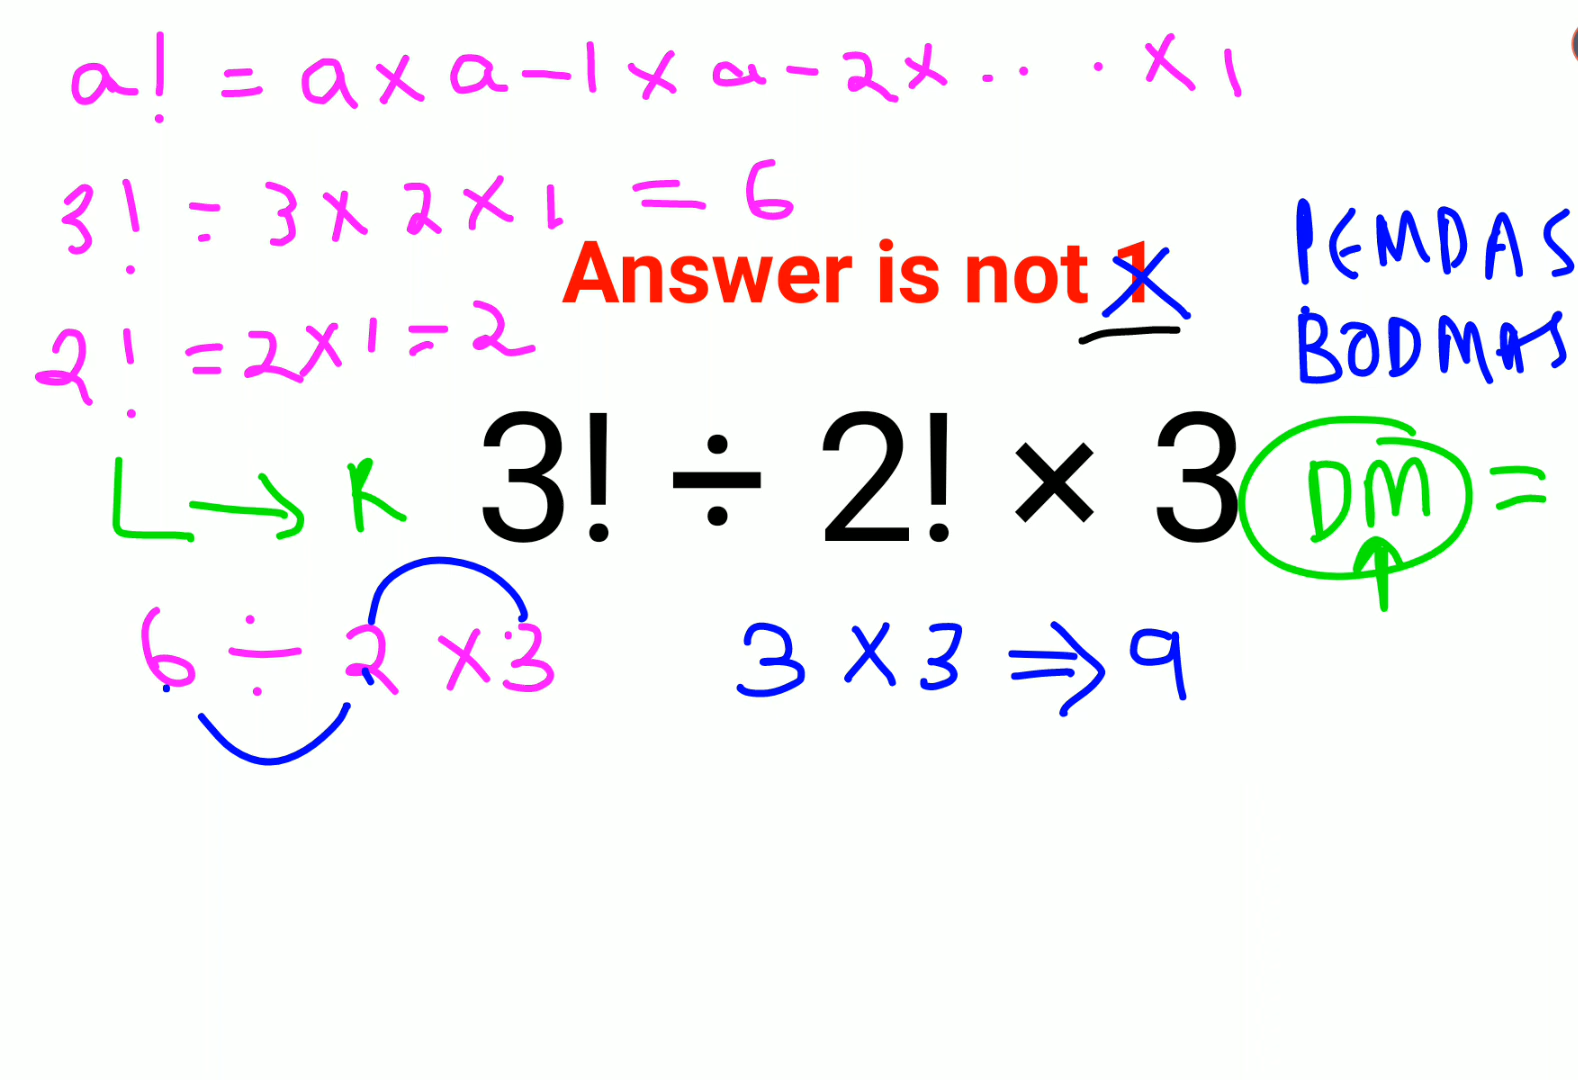 a! = a x a - 1 x a - 2 x . . . x 1
3! = 3 x 2 x 1 = 6
PEMDAS
Answer is not 1
2! = 2 x 1 = 2
BODMAS
L → R
3! ÷ 2! × 3
DM =
6 ÷ 2 x 3
3 x 3 ⇒ 9